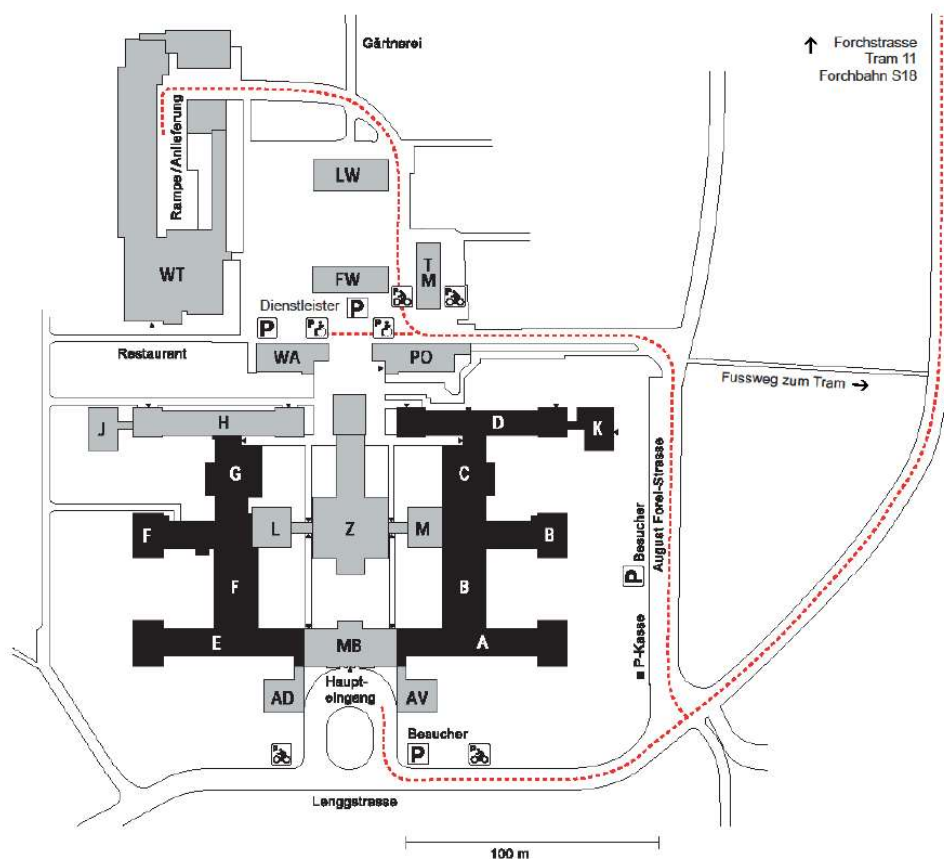 Gärtnerei
Forchstrasse
Tram 11
Forchbahn S18
Rampe/Anlieferung
LW
WT
FW
T
M
P
P
Dienstleister
P
P
P
P
Restaurant
WA
PO
Fussweg zum Tram
J
H
D
K
G
C
F
L
Z
M
B
P Besucher
August Forel-Strasse
F
B
E
MB
A
P-Kasse
AD
Haupt-
eingang
AV
Besucher
P
P
P
Lenggstrasse
100 m